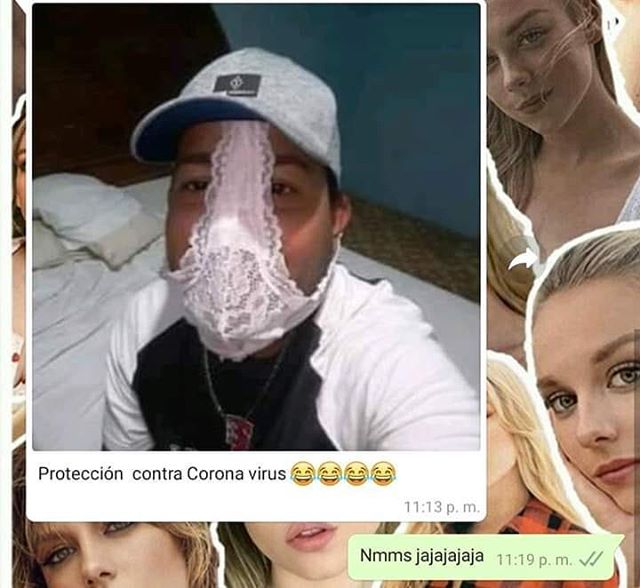 Protección contra Corona virus 😂😂😂😂
11:13 p. m.
Nmms jajajajaja 11:19 p. m.